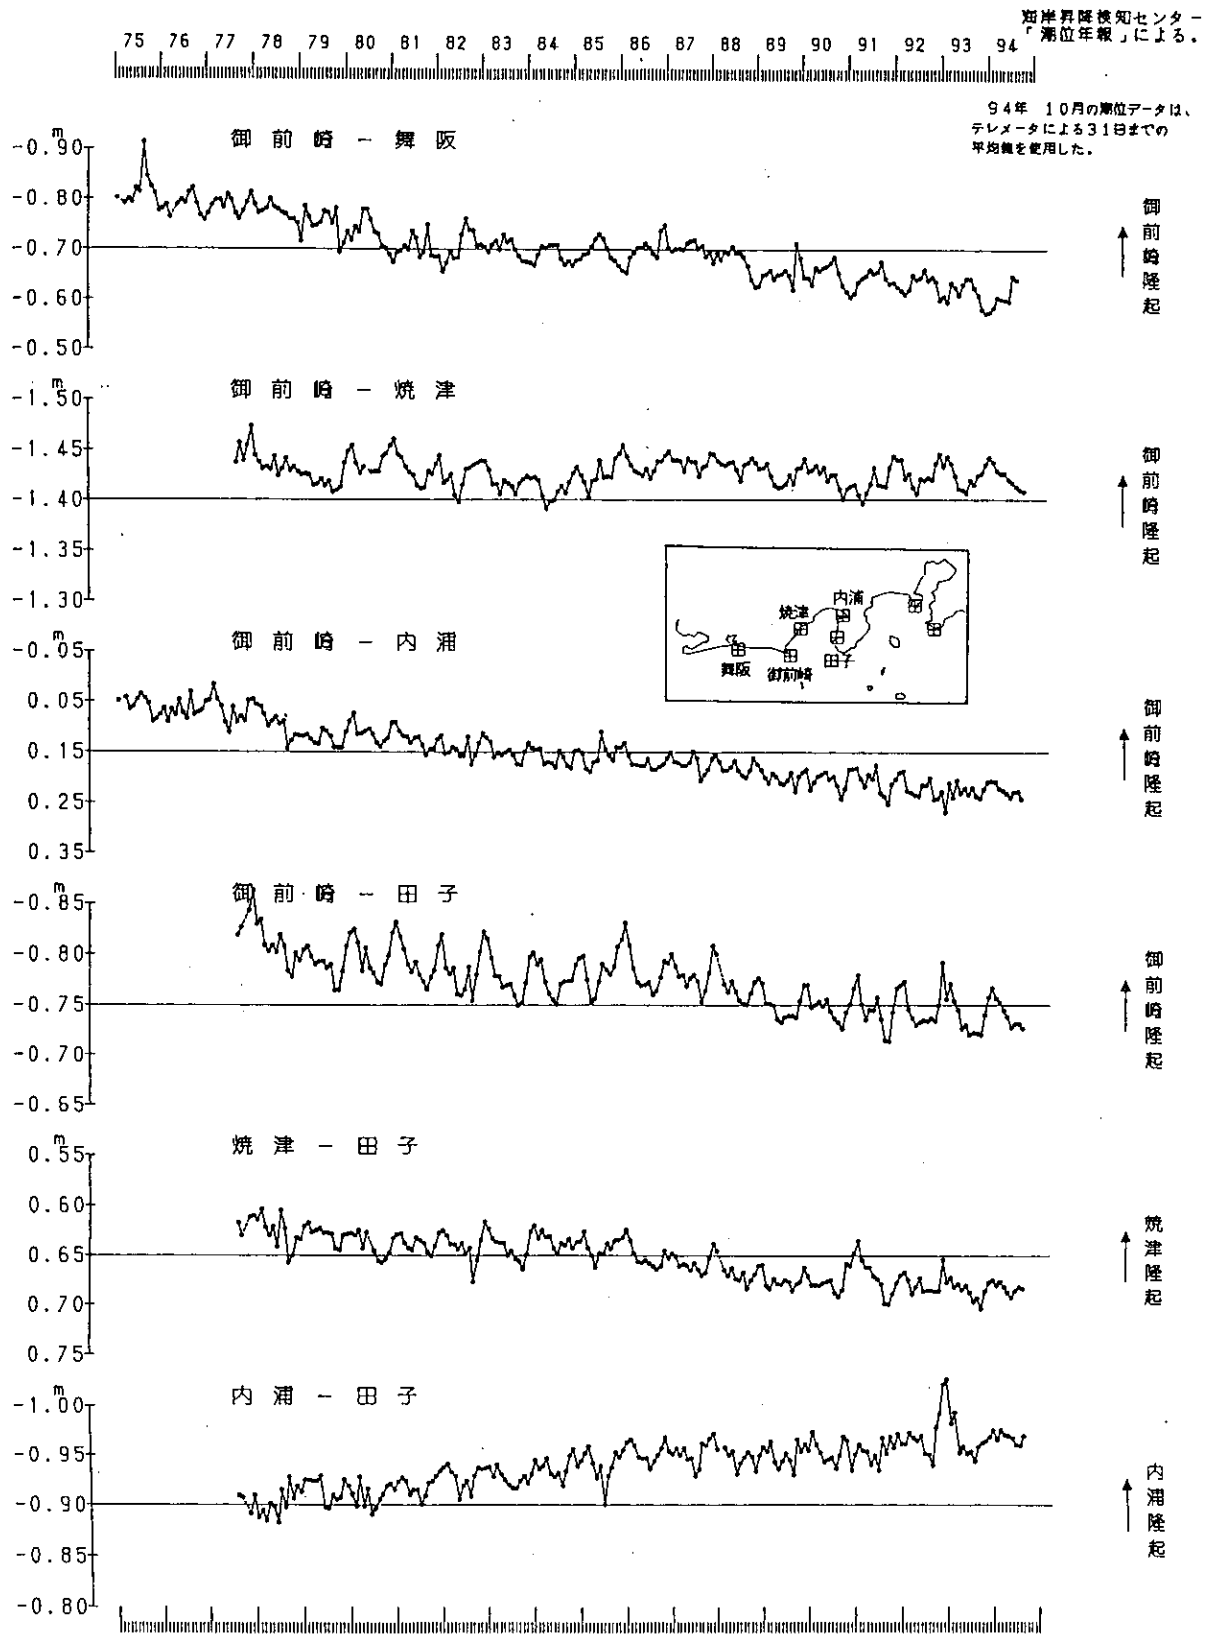 海岸昇降検知センター
「潮位年報」による。
75 76 77 78 79 80 81 82 83 84 85 86 87 88 89 90 91 92 93 94
94年 10月の潮位データは、
テレメータによる31日までの
平均値を使用した。
御前崎－舞阪
m
-0.90
-0.80
-0.70
-0.60
-0.50
御前崎隆起
御前崎－焼津
m
-1.50
-1.45
-1.40
-1.35
-1.30
御前崎隆起
内浦
焼津
舞阪
御前崎
田子
御前崎－内浦
m
-0.05
0.05
0.15
0.25
0.35
御前崎隆起
御前崎－田子
m
-0.85
-0.80
-0.75
-0.70
-0.65
御前崎隆起
焼津－田子
m
0.55
0.60
0.65
0.70
0.75
焼津隆起
内浦－田子
m
-1.00
-0.95
-0.90
-0.85
-0.80
内浦隆起